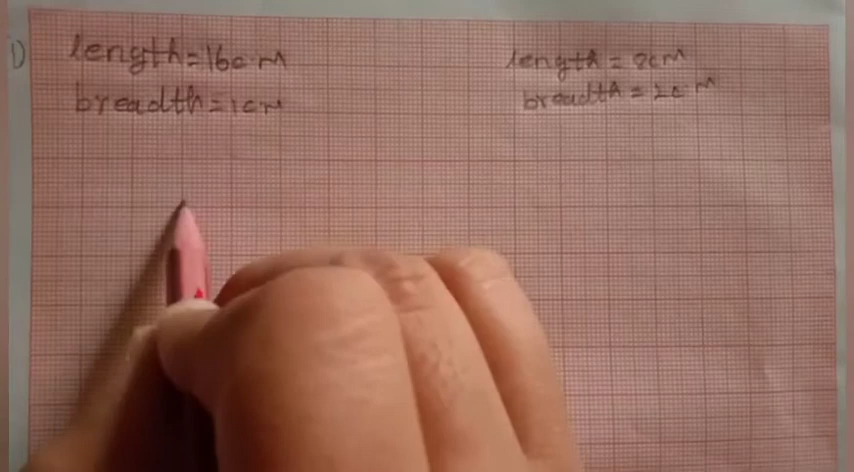 1) length = 16cm
breadth = 1cm
length = 8cm
breadth = 2cm